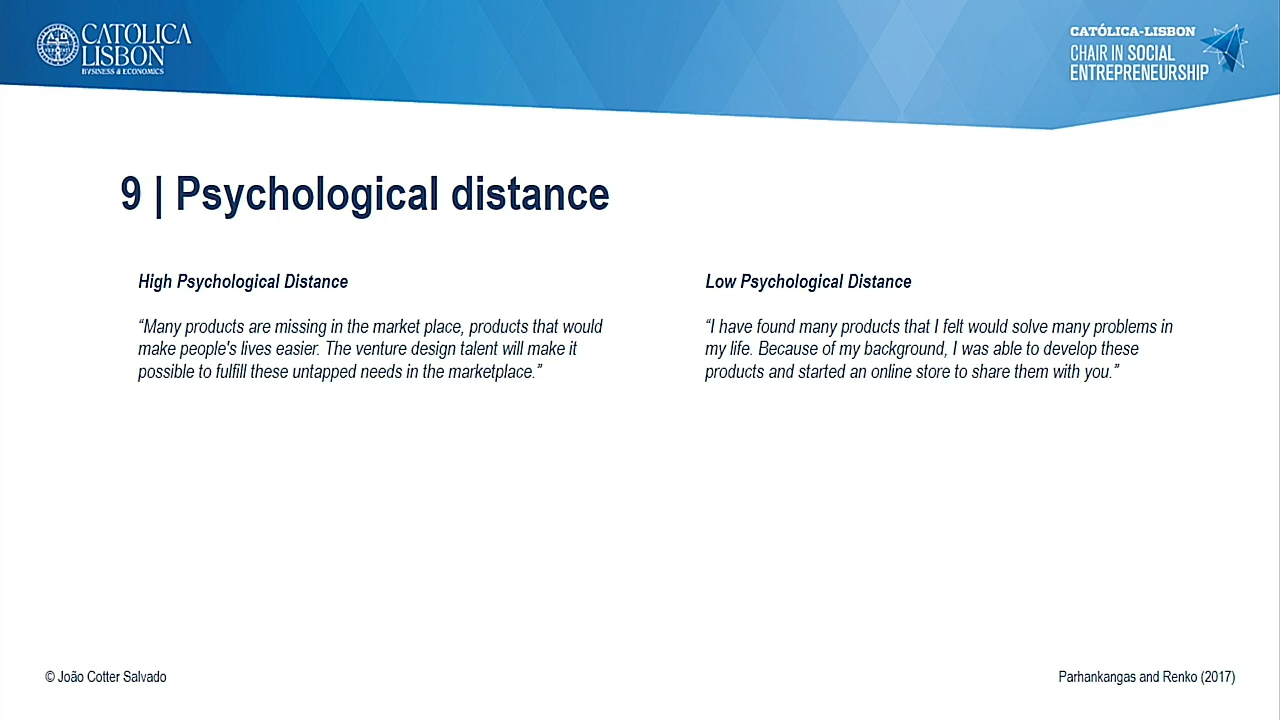 CATÓLICA
LISBON
BUSINESS & ECONOMICS
CATÓLICA-LISBON
CHAIR IN SOCIAL
ENTREPRENEURSHIP
9 | Psychological distance
High Psychological Distance
“Many products are missing in the market place, products that would
make people's lives easier. The venture design talent will make it
possible to fulfill these untapped needs in the marketplace.”
Low Psychological Distance
“I have found many products that I felt would solve many problems in
my life. Because of my background, I was able to develop these
products and started an online store to share them with you.”
© João Cotter Salvado
Parhankangas and Renko (2017)